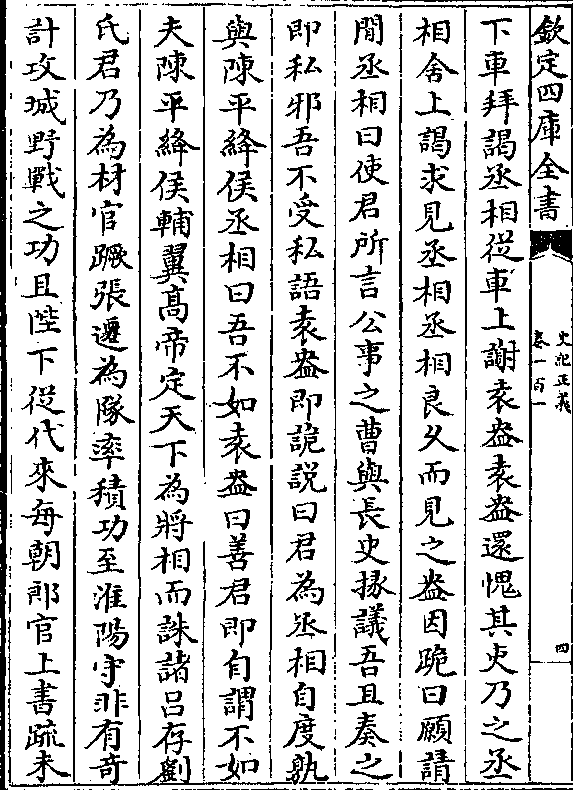 欽定四庫全書
史記正義
卷一百一
四
下車拜謁丞相從車上謝袁盎袁盎還愧其吏乃之丞
相舍上謁求見丞相丞相良久而見之盎因跪曰願請
閒丞相曰使君所言公事之曹與長史掾議吾且奏之
即私邪吾不受私語袁盎即詭説曰君為丞相自度孰
與陳平絳侯丞相曰吾不如袁盎曰善君即自謂不如
夫陳平絳侯輔翼髙帝定天下為將相而誅諸吕存劉
氏君乃為材官蹶張遷為隊率積功至淮陽守非有竒
計攻城野戰之功且陛下從代來每朝郎官上書疏未